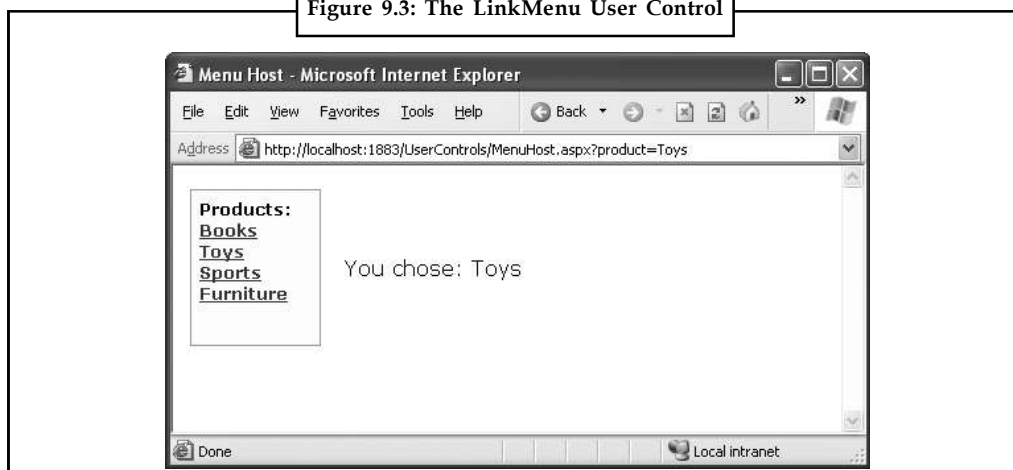 Figure 9.3: The LinkMenu User Control
Menu Host - Microsoft Internet Explorer
File Edit View Favorites Tools Help Back »
Address http://localhost:1883/UserControls/MenuHost.aspx?product=Toys
Products:
Books
Toys
Sports
Furniture
You chose: Toys
Done Local intranet